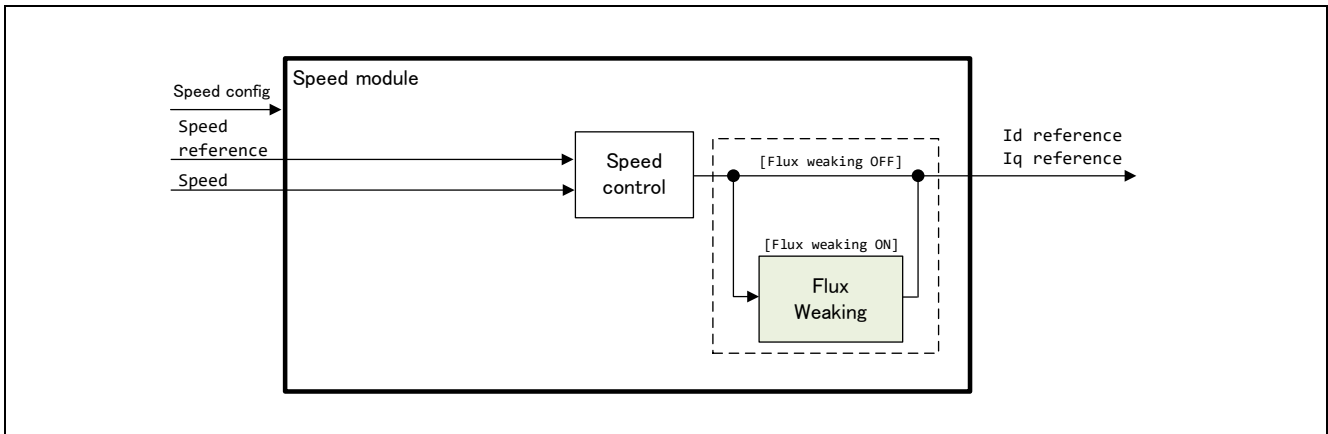 Speed module
Speed config
Speed
reference
Speed
Speed
control
[Flux weaking OFF]
[Flux weaking ON]
Flux
Weaking
Id reference
Iq reference